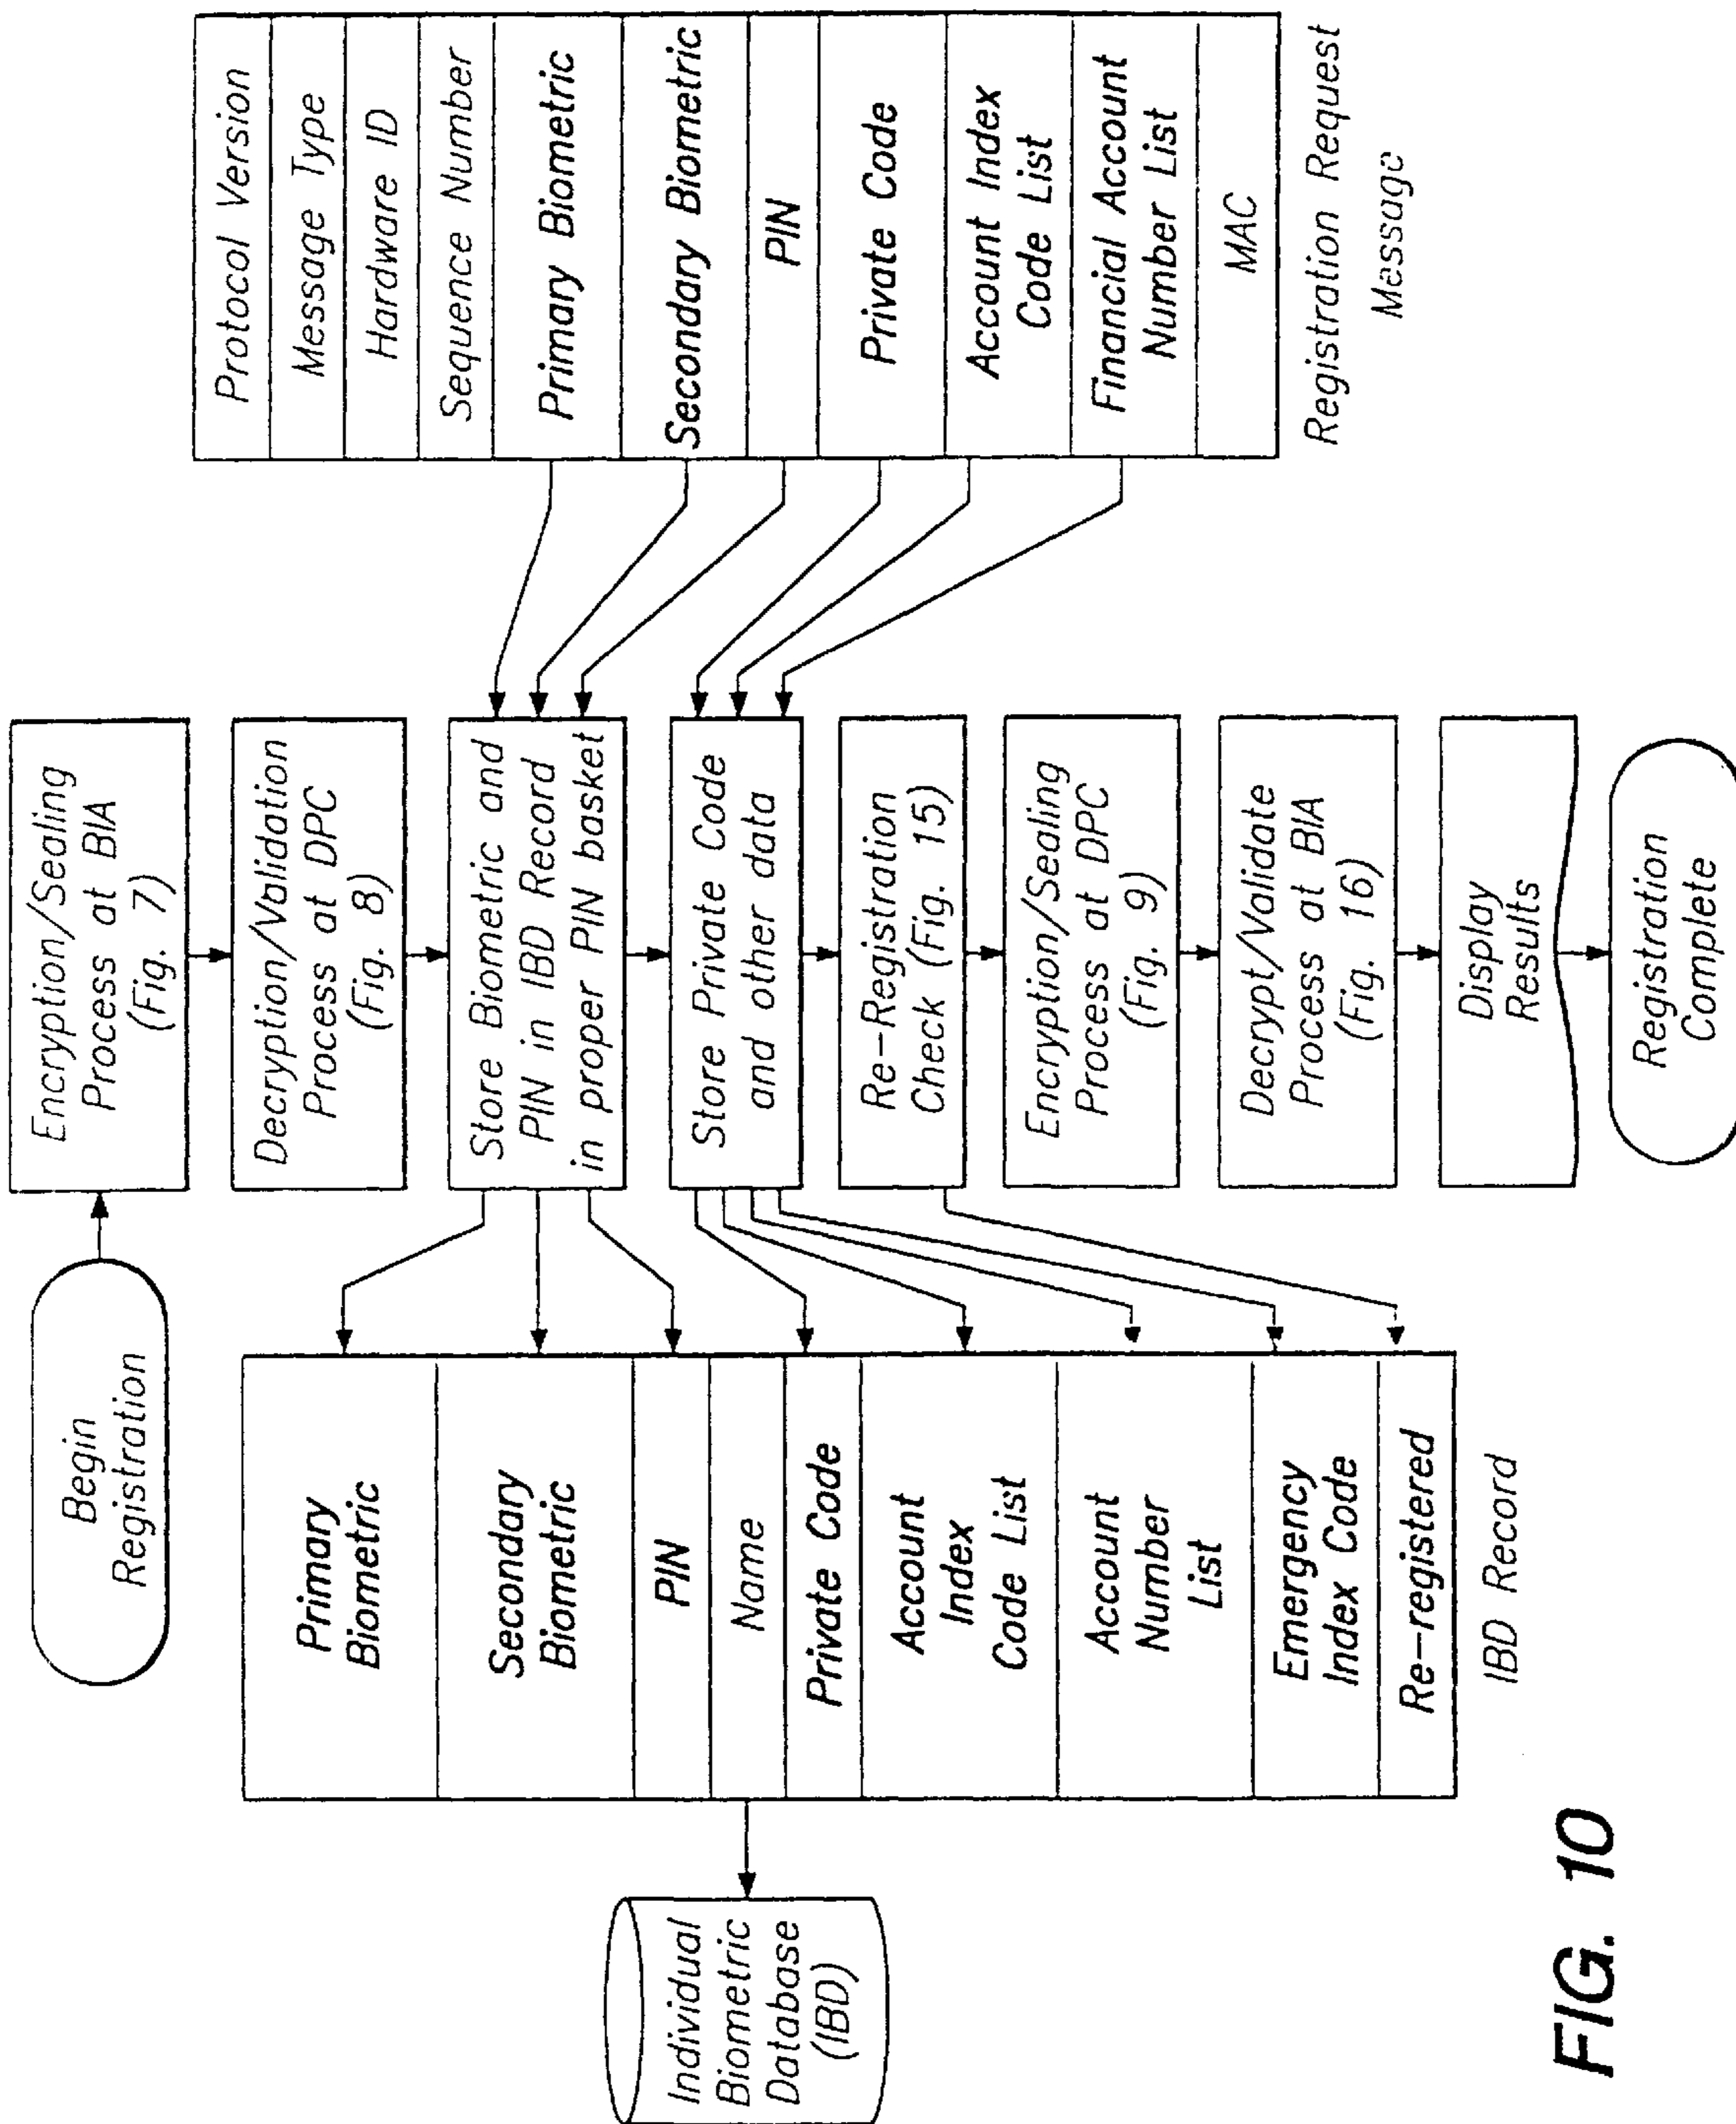 Begin
Registration
Encryption/Sealing
Process at BIA
(Fig. 7)
Decryption/Validation
Process at DPC
(Fig. 8)
Store Biometric and
PIN in IBD Record
in proper PIN basket
Store Private Code
and other data
Re-Registration
Check (Fig. 15)
Encryption/Sealing
Process at DPC
(Fig. 9)
Decrypt/Validate
Process at BIA
(Fig. 16)
Display
Results
Registration
Complete
Protocol Version
Message Type
Hardware ID
Sequence Number
Primary Biometric
Secondary Biometric
PIN
Private Code
Account Index
Code List
Financial Account
Number List
MAC
Registration Request
Message
Primary
Biometric
Secondary
Biometric
PIN
Name
Private Code
Account
Index
Code List
Account
Number
List
Emergency
Index Code
Re-registered
IBD Record
Individual
Biometric
Database
(IBD)
FIG. 10